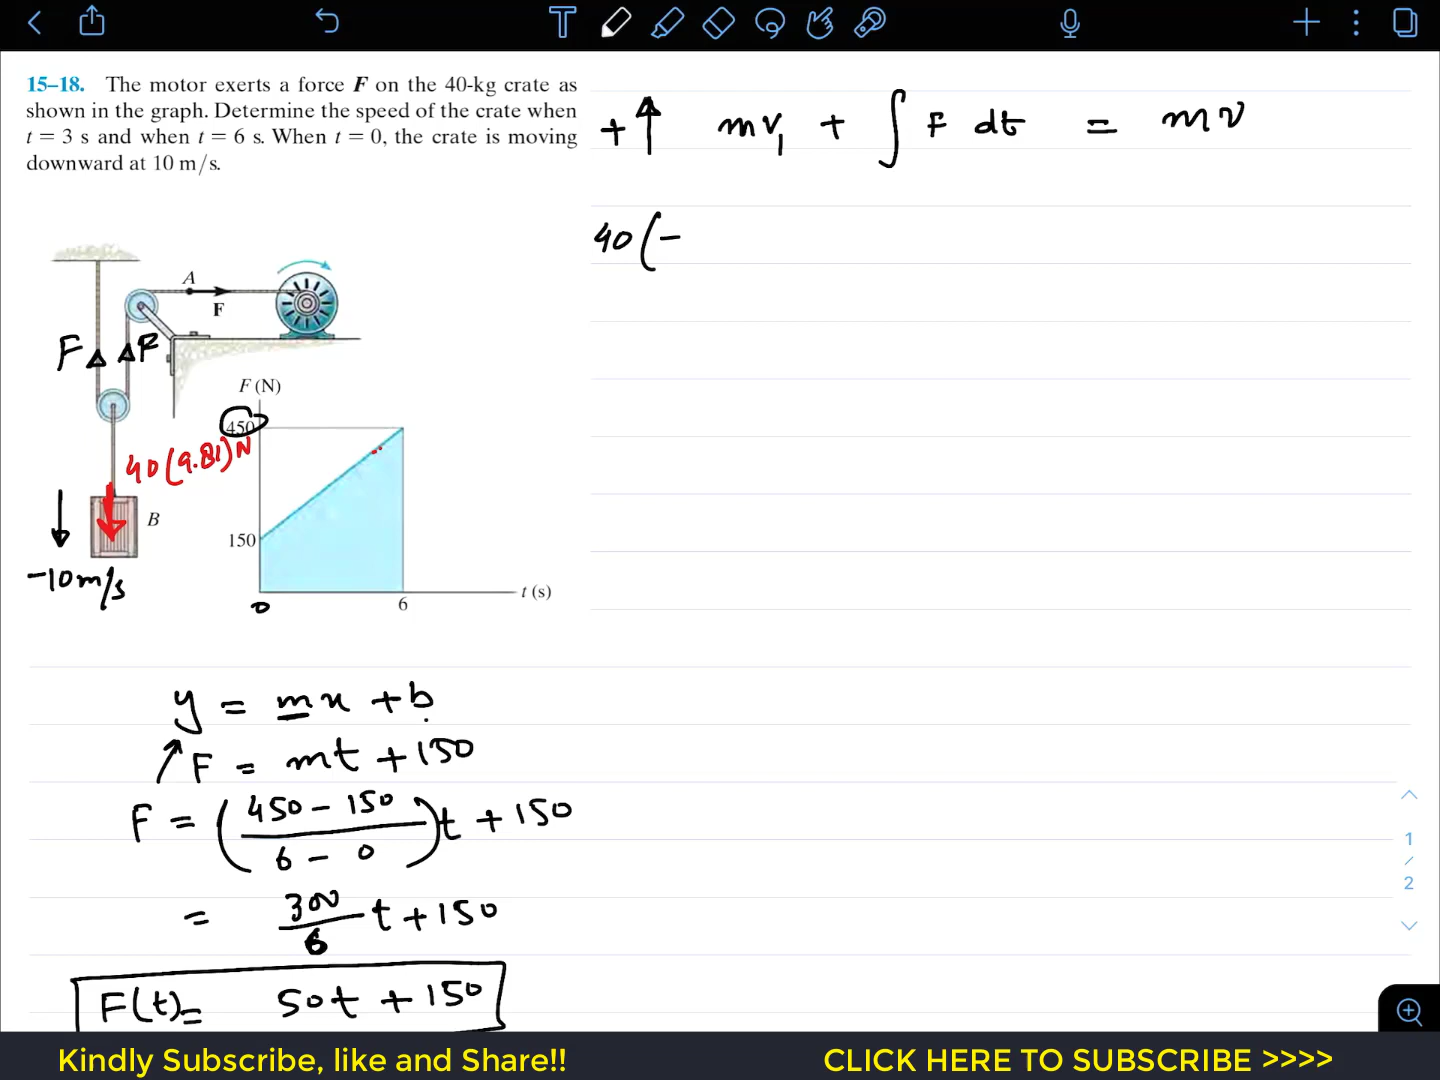 15–18. The motor exerts a force F on the 40-kg crate as
shown in the graph. Determine the speed of the crate when
t = 3 s and when t = 6 s. When t = 0, the crate is moving
downward at 10 m/s.
+↑ mv₁ + ∫ F dt = mv
40(-
A
F
F F
F (N)
450
40(9.81)N
B
150
-10m/s
t (s)
0
6
y = mx + b
F = mt + 150
F = (450 - 150 / 6 - 0)t + 150
= 300/6 t + 150
F(t) = 50t + 150
1
/
2
Kindly Subscribe, like and Share!!
CLICK HERE TO SUBSCRIBE >>>>